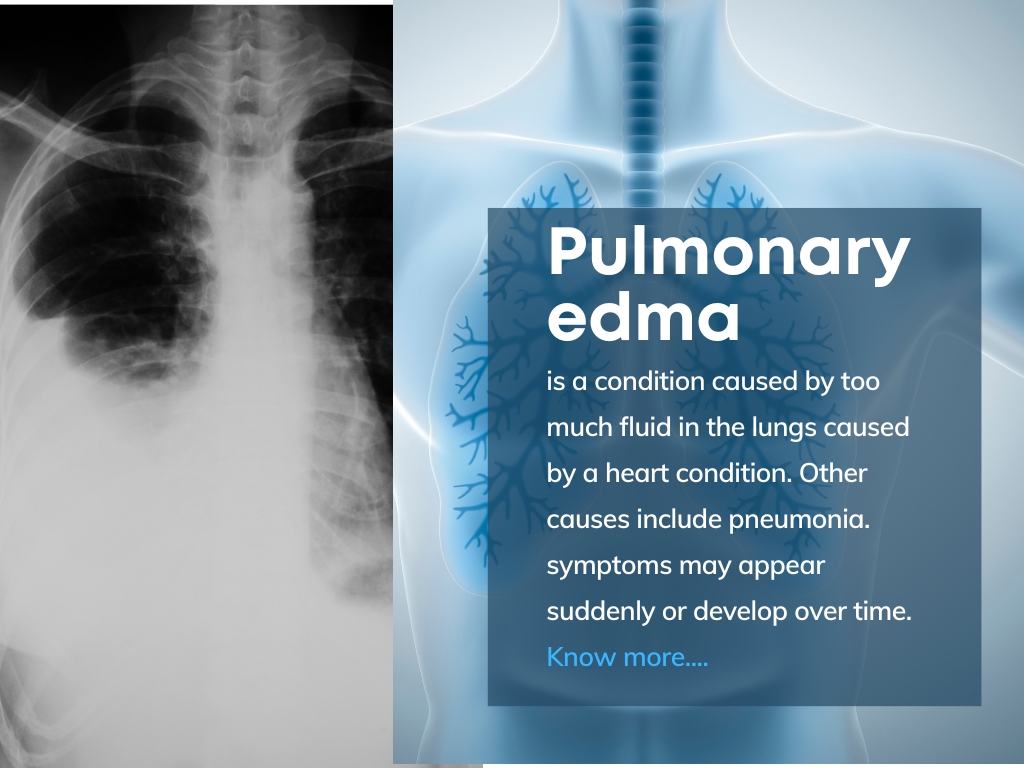 Pulmonary
edma
is a condition caused by too
much fluid in the lungs caused
by a heart condition. Other
causes include pneumonia.
symptoms may appear
suddenly or develop over time.
Know more....